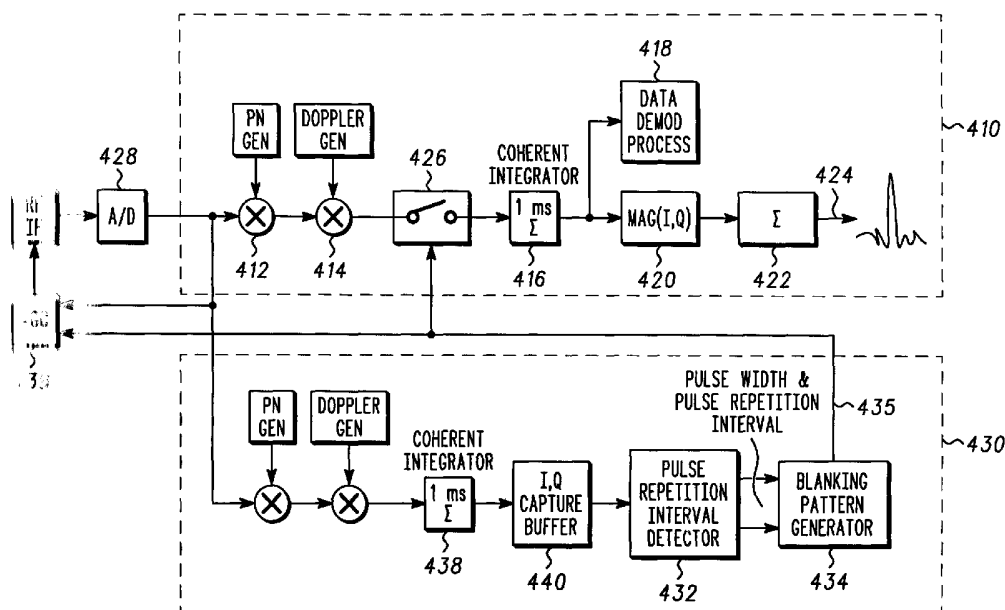 418
DATA
DEMOD
PROCESS
410
PN
GEN
DOPPLER
GEN
428
A/D
426
COHERENT
INTEGRATOR
1 ms
Σ
424
MAG(I,Q)
Σ
412
414
416
420
422
PULSE WIDTH &
PULSE REPETITION
INTERVAL
435
430
PN
GEN
DOPPLER
GEN
COHERENT
INTEGRATOR
1 ms
Σ
I,Q
CAPTURE
BUFFER
PULSE
REPETITION
INTERVAL
DETECTOR
BLANKING
PATTERN
GENERATOR
438
440
432
434